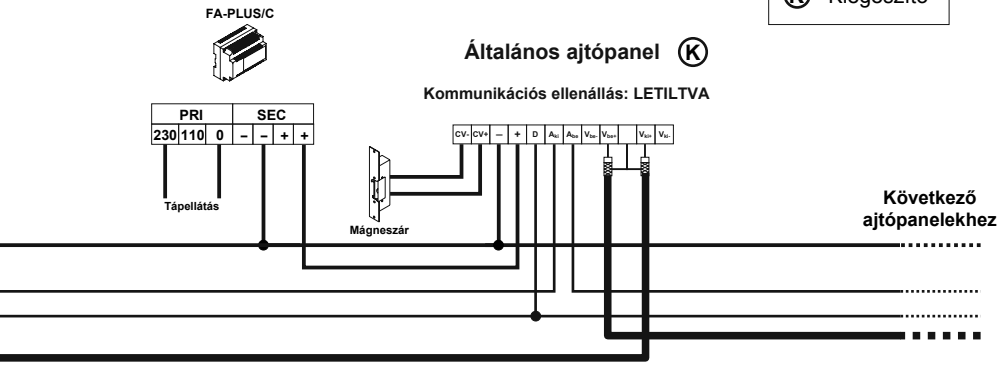 FA-PLUS/C
K Kiegészítő
Általános ajtópanel K
Kommunikációs ellenállás: LETILTVA
PRI SEC
230 110 0 – – + +
CV- CV+ – + D Aki Abe Vbe- Vbe+ Vki+ Vki-
Tápellátás
Mágneszár
Következő
ajtópanelekhez